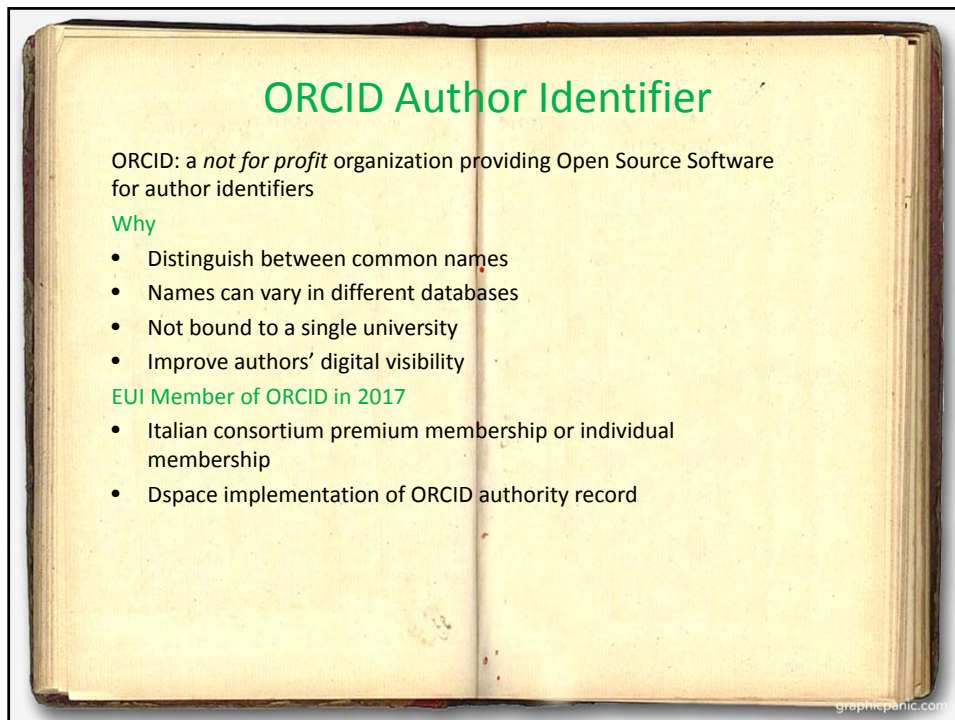 ORCID Author Identifier
ORCID: a not for profit organization providing Open Source Software
for author identifiers
Why
• Distinguish between common names
• Names can vary in different databases
• Not bound to a single university
• Improve authors’ digital visibility
EUI Member of ORCID in 2017
• Italian consortium premium membership or individual
membership
• Dspace implementation of ORCID authority record
graphicpanic.com